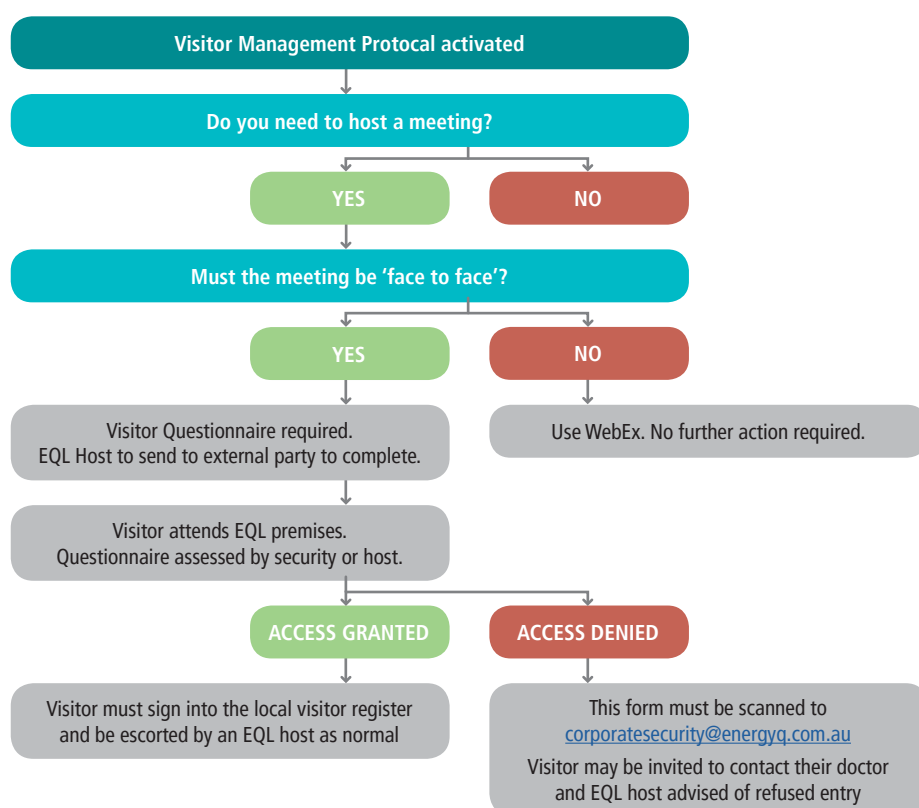 Visitor Management Protocal activated
Do you need to host a meeting?
YES
NO
Must the meeting be ‘face to face’?
YES
NO
Visitor Questionnaire required.
EQL Host to send to external party to complete.
Use WebEx. No further action required.
Visitor attends EQL premises.
Questionnaire assessed by security or host.
ACCESS GRANTED
ACCESS DENIED
Visitor must sign into the local visitor register
and be escorted by an EQL host as normal
This form must be scanned to
corporatesecurity@energyq.com.au
Visitor may be invited to contact their doctor
and EQL host advised of refused entry